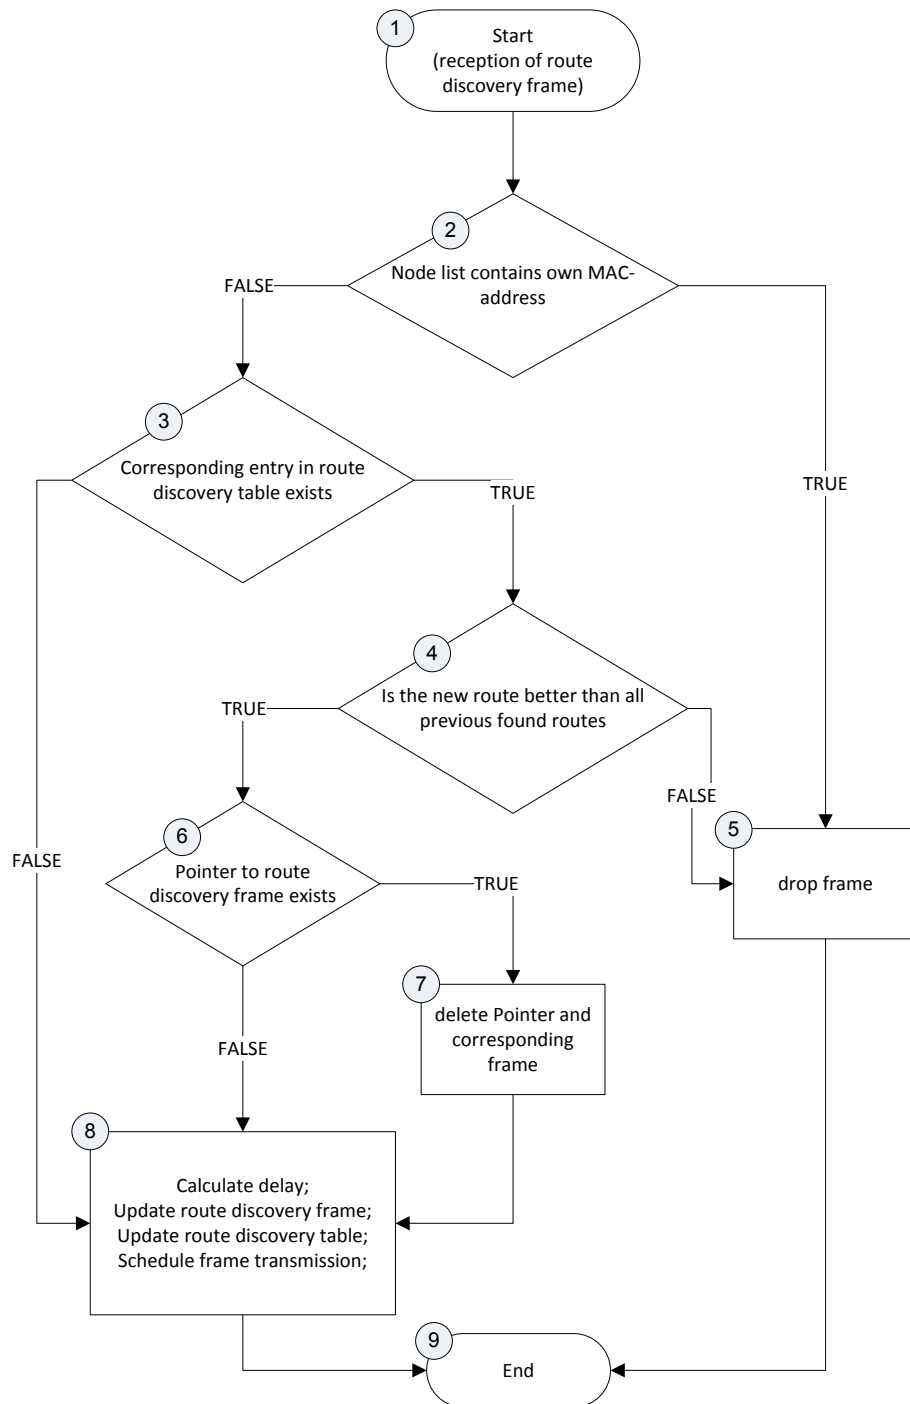 1
Start
(reception of route
discovery frame)
2
Node list contains own MAC-
address
FALSE
TRUE
3
Corresponding entry in route
discovery table exists
TRUE
FALSE
4
Is the new route better than all
previous found routes
TRUE
FALSE
5
drop frame
6
Pointer to route
discovery frame exists
TRUE
FALSE
7
delete Pointer and
corresponding
frame
8
Calculate delay;
Update route discovery frame;
Update route discovery table;
Schedule frame transmission;
9
End